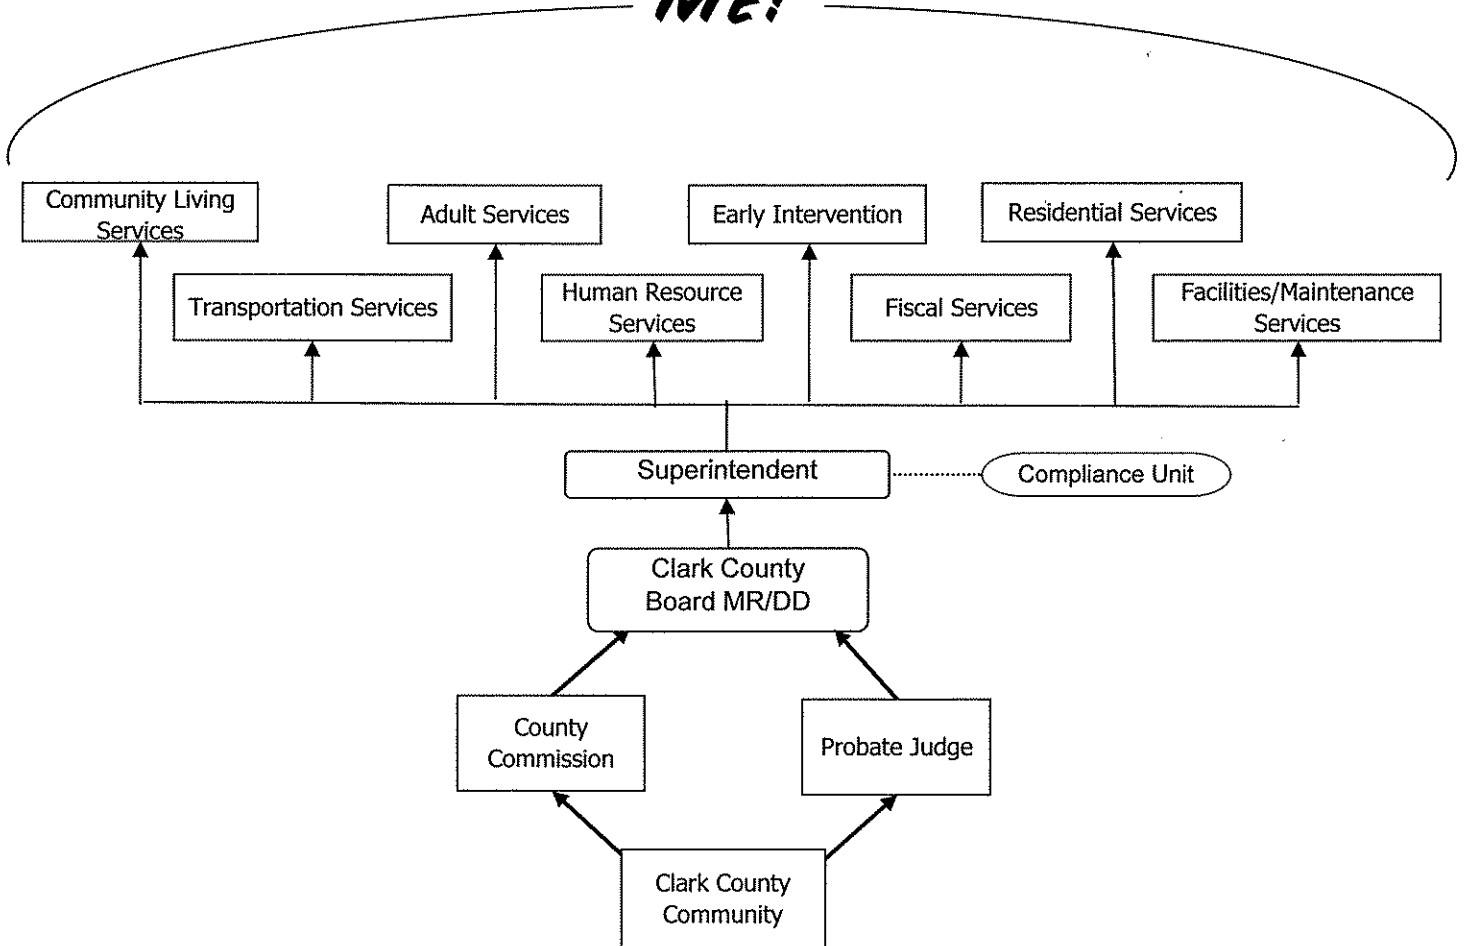 ME!
Community Living
Services
Adult Services
Early Intervention
Residential Services
Transportation Services
Human Resource
Services
Fiscal Services
Facilities/Maintenance
Services
Superintendent
Compliance Unit
Clark County
Board MR/DD
County
Commission
Probate Judge
Clark County
Community